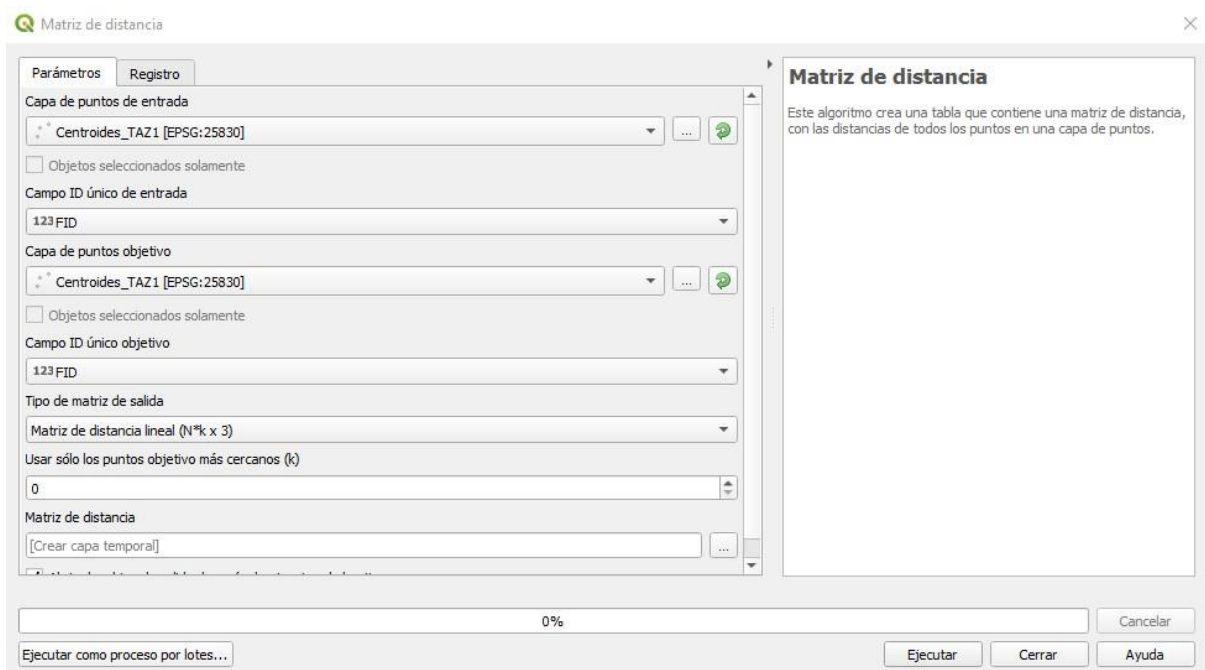 Matriz de distancia
Parámetros
Registro
Capa de puntos de entrada
Centroides_TAZ1 [EPSG:25830]
...
Objetos seleccionados solamente
Campo ID único de entrada
123 FID
Capa de puntos objetivo
Centroides_TAZ1 [EPSG:25830]
...
Objetos seleccionados solamente
Campo ID único objetivo
123 FID
Tipo de matriz de salida
Matriz de distancia lineal (N*k x 3)
Usar sólo los puntos objetivo más cercanos (k)
0
Matriz de distancia
[Crear capa temporal]
...
Matriz de distancia
Este algoritmo crea una tabla que contiene una matriz de distancia,
con las distancias de todos los puntos en una capa de puntos.
0%
Cancelar
Ejecutar como proceso por lotes...
Ejecutar
Cerrar
Ayuda